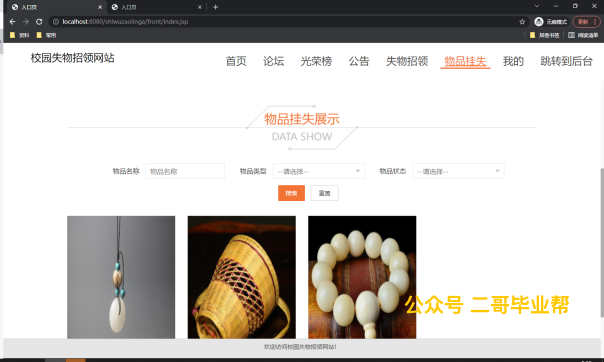 入口页
入口页
localhost:8080/shiwuzaolinga/front/index.jsp
无痕模式
更新
资料
常用
其他书签
阅读清单
校园失物招领网站
首页 论坛 光荣榜 公告 失物招领 物品挂失 我的 跳转到后台
物品挂失展示
DATA SHOW
物品名称 物品名称 物品类型 --请选择-- 物品状态 --请选择--
搜索 重置
公众号 二哥毕业帮
欢迎访问校园失物招领网站!